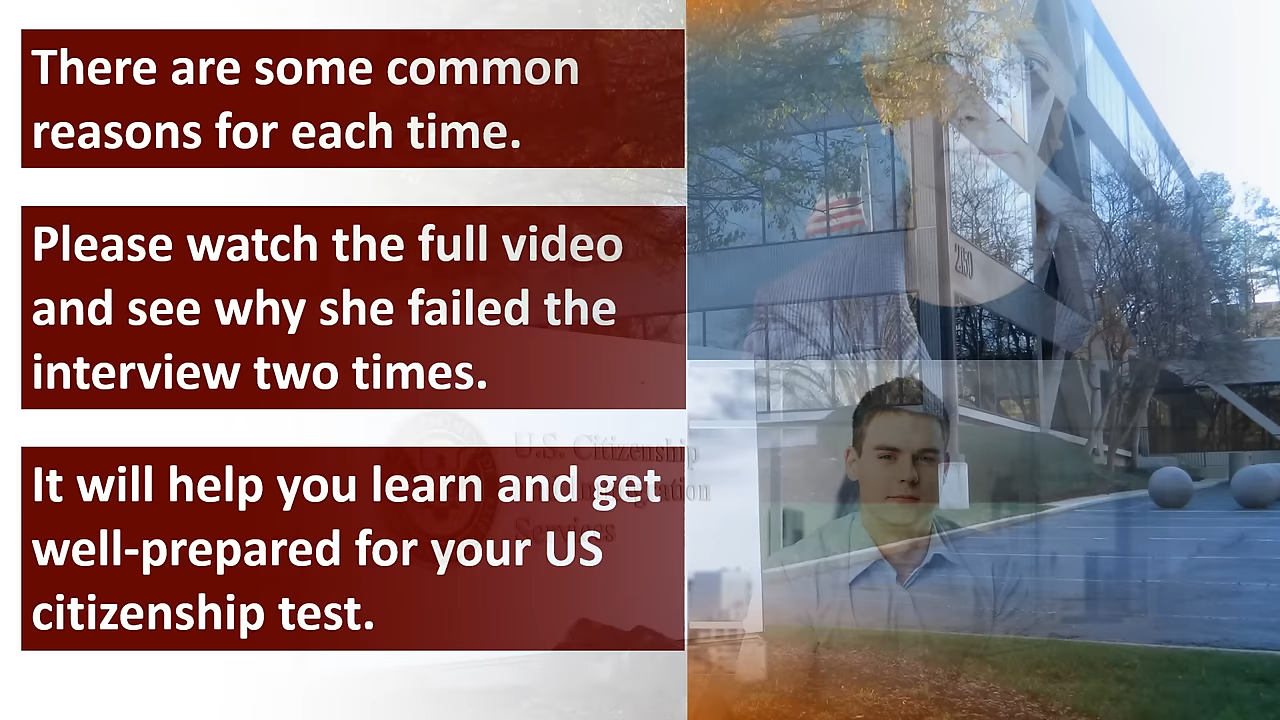 There are some common
reasons for each time.
Please watch the full video
and see why she failed the
interview two times.
It will help you learn and get
well-prepared for your US
citizenship test.
U.S. Citizenship
Services
2150